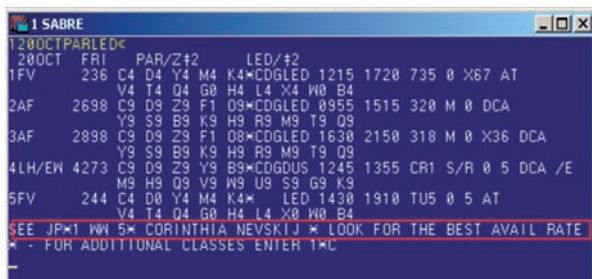 1 SABRE
120OCTPARLED<
20OCT FRI PAR/Z‡2 LED/‡2
1FV 236 C4 D4 Y4 M4 K4*CDGLED 1215 1720 735 0 X67 AT
V4 T4 Q4 G0 H4 L4 X4 W0 B4
2AF 2698 C9 D9 Z9 F1 O9*CDGLED 0955 1515 320 M 0 DCA
Y9 S9 B9 K9 H9 R9 M9 T9 Q9
3AF 2898 C9 D9 Z9 F1 O8*CDGLED 1630 2150 318 M 0 X36 DCA
Y9 S9 B9 K9 H9 R9 M9 T9 Q9
4LH/EW 4273 C9 D9 Z9 Y9 B9*CDGDUS 1245 1355 CR1 S/R 0 5 DCA /E
M9 H9 Q9 V9 W9 U9 S9 G9 K9
5FV 244 C4 D0 Y4 M4 K4* LED 1430 1910 TU5 0 5 AT
V4 T4 Q4 G0 H4 L4 X0 W0 B4
SEE JP*1 WW 5* CORINTHIA NEVSKIJ * LOOK FOR THE BEST AVAIL RATE
* - FOR ADDITIONAL CLASSES ENTER 1*C